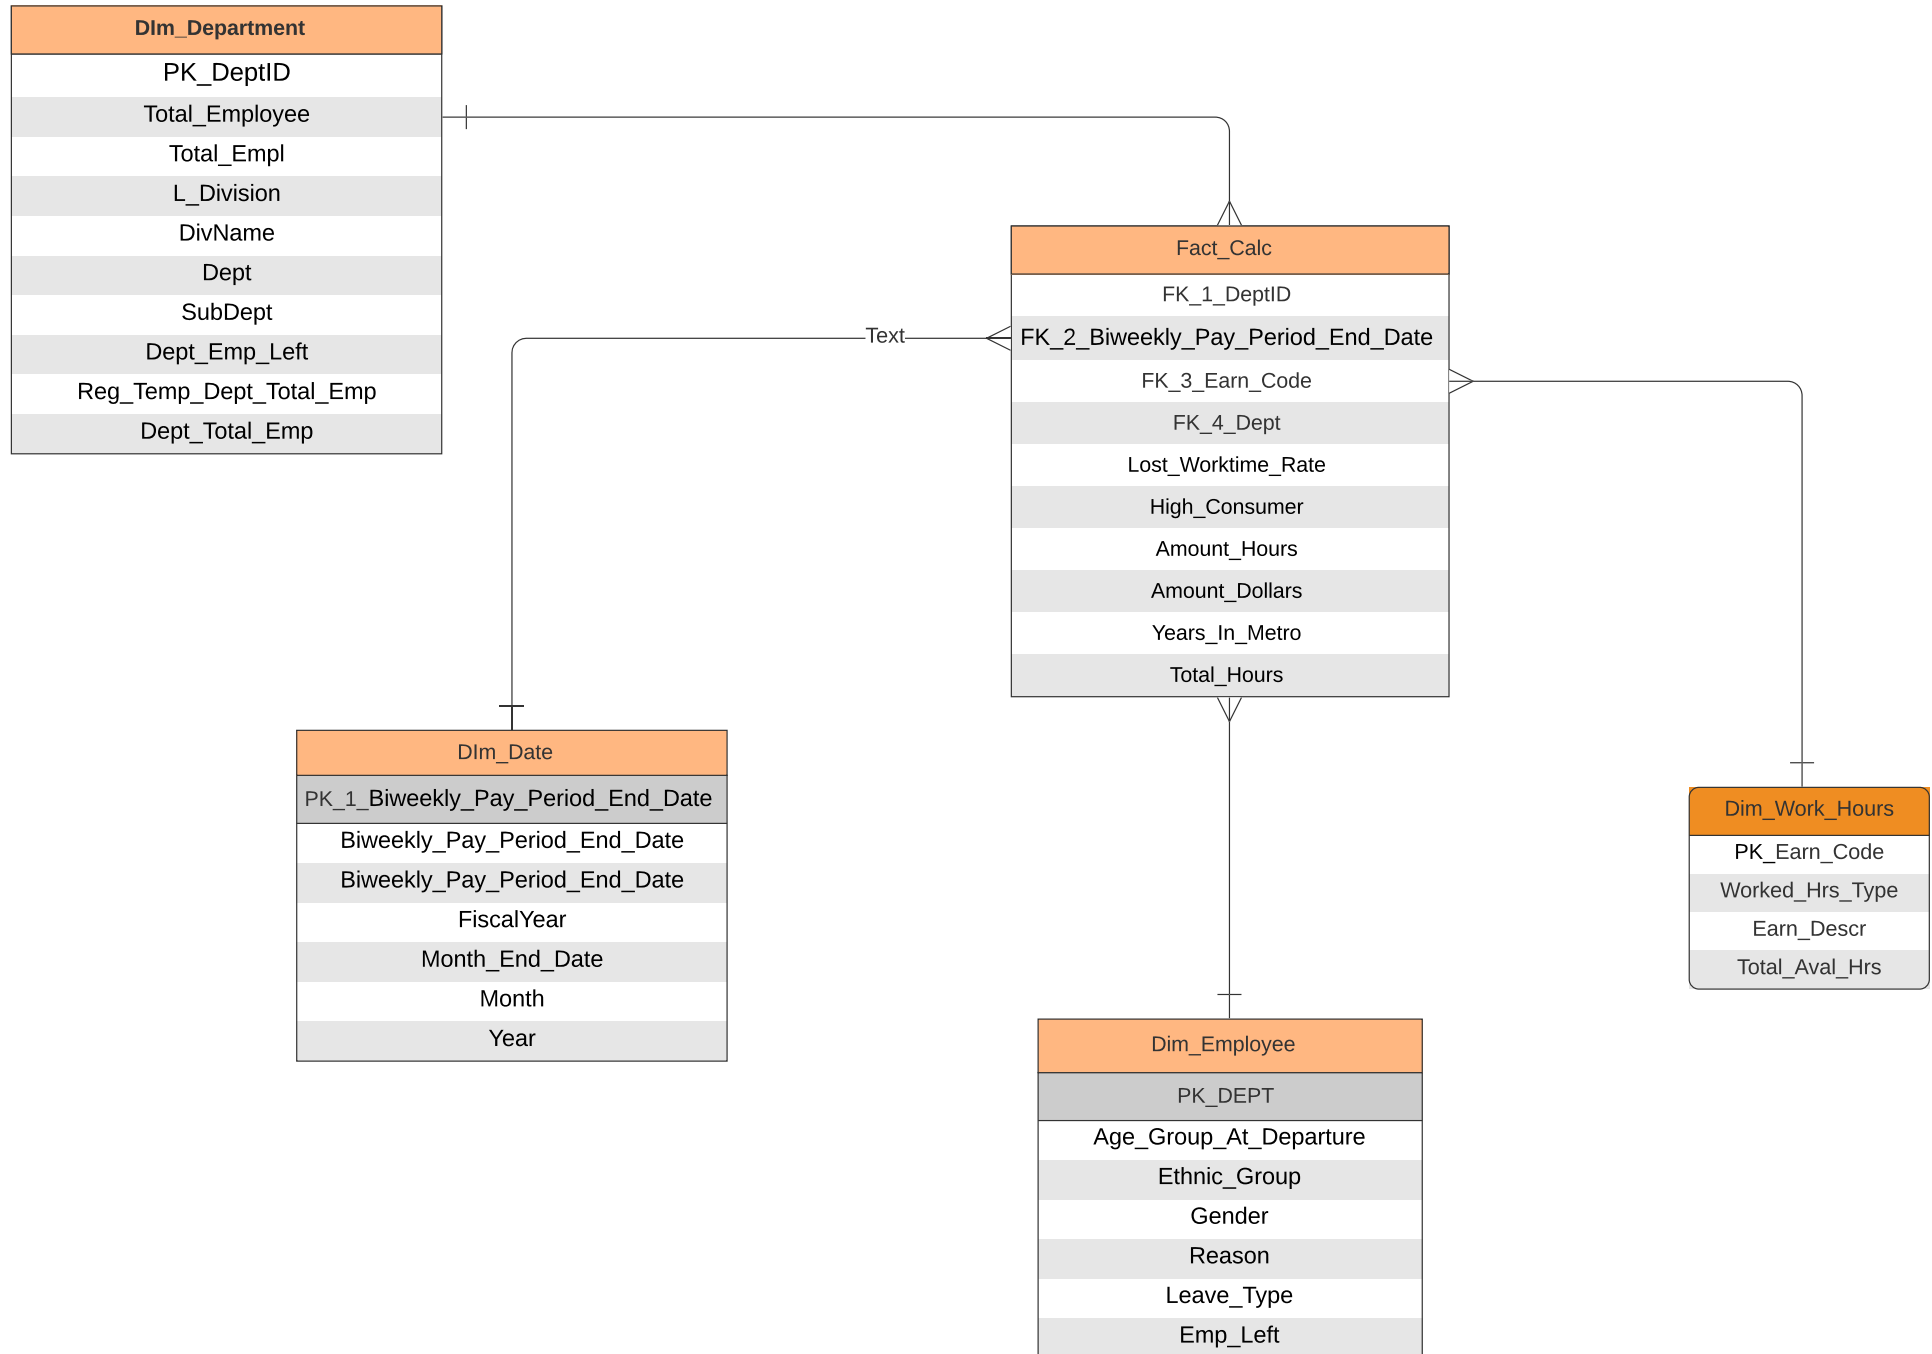 DIm_Department
PK_DeptID
Total_Employee
Total_Empl
L_Division
DivName
Dept
SubDept
Dept_Emp_Left
Reg_Temp_Dept_Total_Emp
Dept_Total_Emp
Text
Fact_Calc
FK_1_DeptID
FK_2_Biweekly_Pay_Period_End_Date
FK_3_Earn_Code
FK_4_Dept
Lost_Worktime_Rate
High_Consumer
Amount_Hours
Amount_Dollars
Years_In_Metro
Total_Hours
DIm_Date
PK_1_Biweekly_Pay_Period_End_Date
Biweekly_Pay_Period_End_Date
Biweekly_Pay_Period_End_Date
FiscalYear
Month_End_Date
Month
Year
Dim_Work_Hours
PK_Earn_Code
Worked_Hrs_Type
Earn_Descr
Total_Aval_Hrs
Dim_Employee
PK_DEPT
Age_Group_At_Departure
Ethnic_Group
Gender
Reason
Leave_Type
Emp_Left